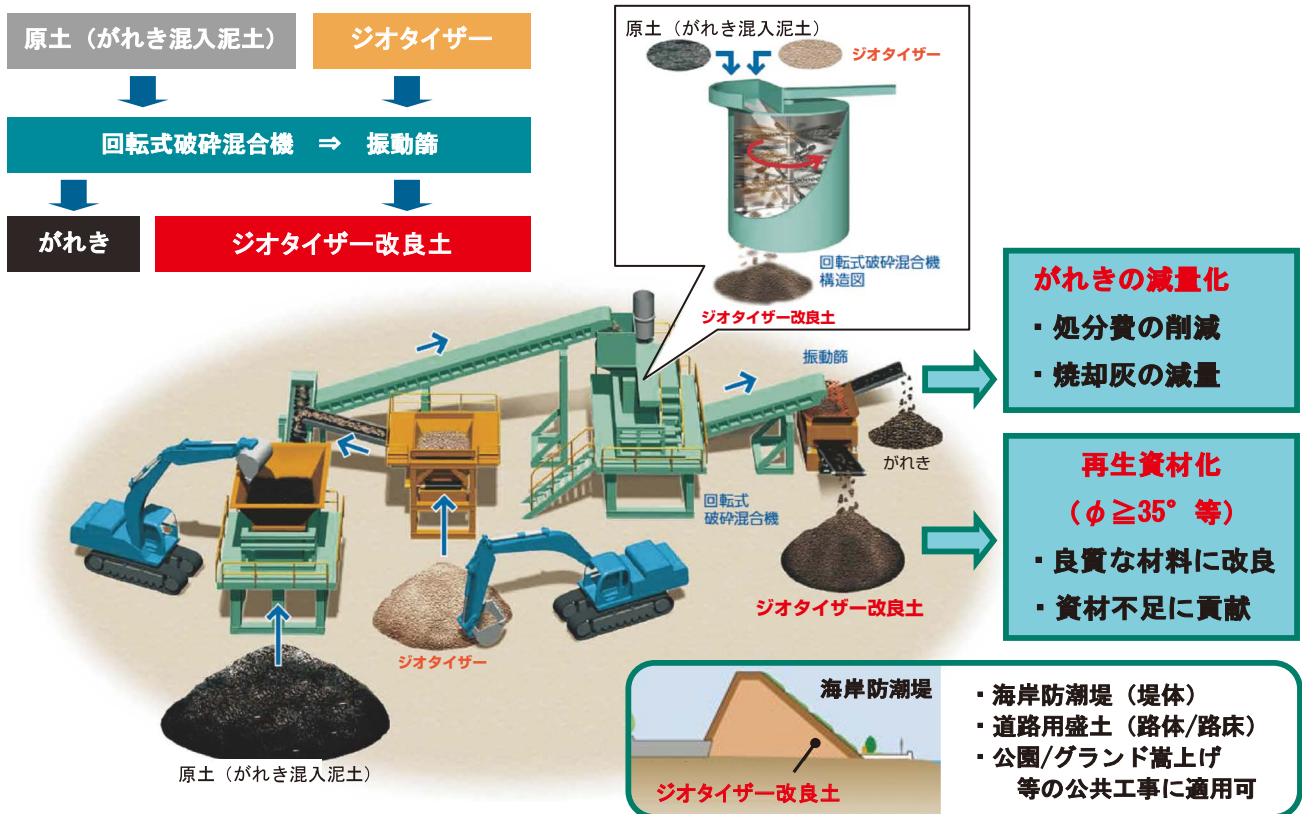 原土（がれき混入泥土）
ジオタイザー
回転式破砕混合機　⇒　振動篩
がれき
ジオタイザー改良土
原土（がれき混入泥土）
ジオタイザー
回転式破砕混合機
構造図
ジオタイザー改良土
がれきの減量化
・処分費の削減
・焼却灰の減量
振動篩
がれき
回転式
破砕混合機
ジオタイザー改良土
再生資材化
（φ≧35°等）
・良質な材料に改良
・資材不足に貢献
ジオタイザー
原土（がれき混入泥土）
海岸防潮堤
ジオタイザー改良土
・海岸防潮堤（堤体）
・道路用盛土（路体/路床）
・公園/グランド嵩上げ
等の公共工事に適用可